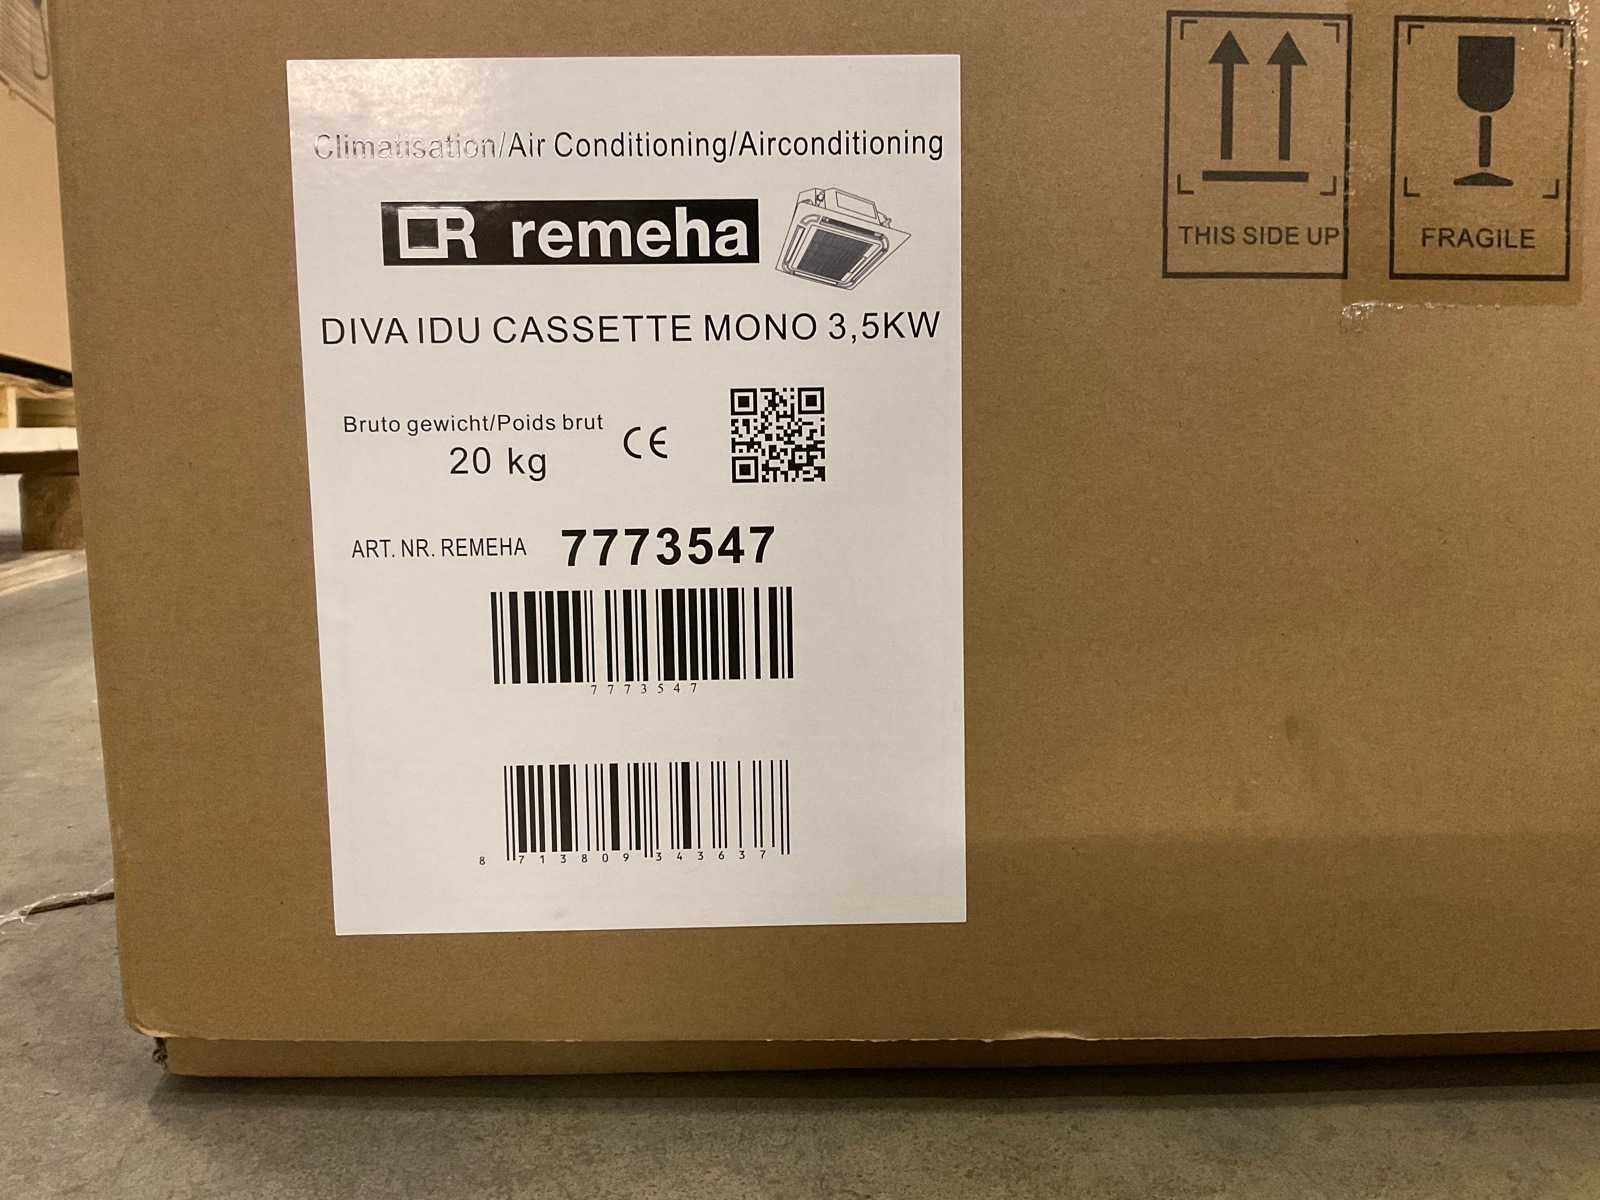 Climatisation/Air Conditioning/Airconditioning
remeha
DIVA IDU CASSETTE MONO 3,5KW
Bruto gewicht/Poids brut
20 kg
CE
ART. NR. REMEHA 7773547
7773547
8 713809 343637
THIS SIDE UP
FRAGILE